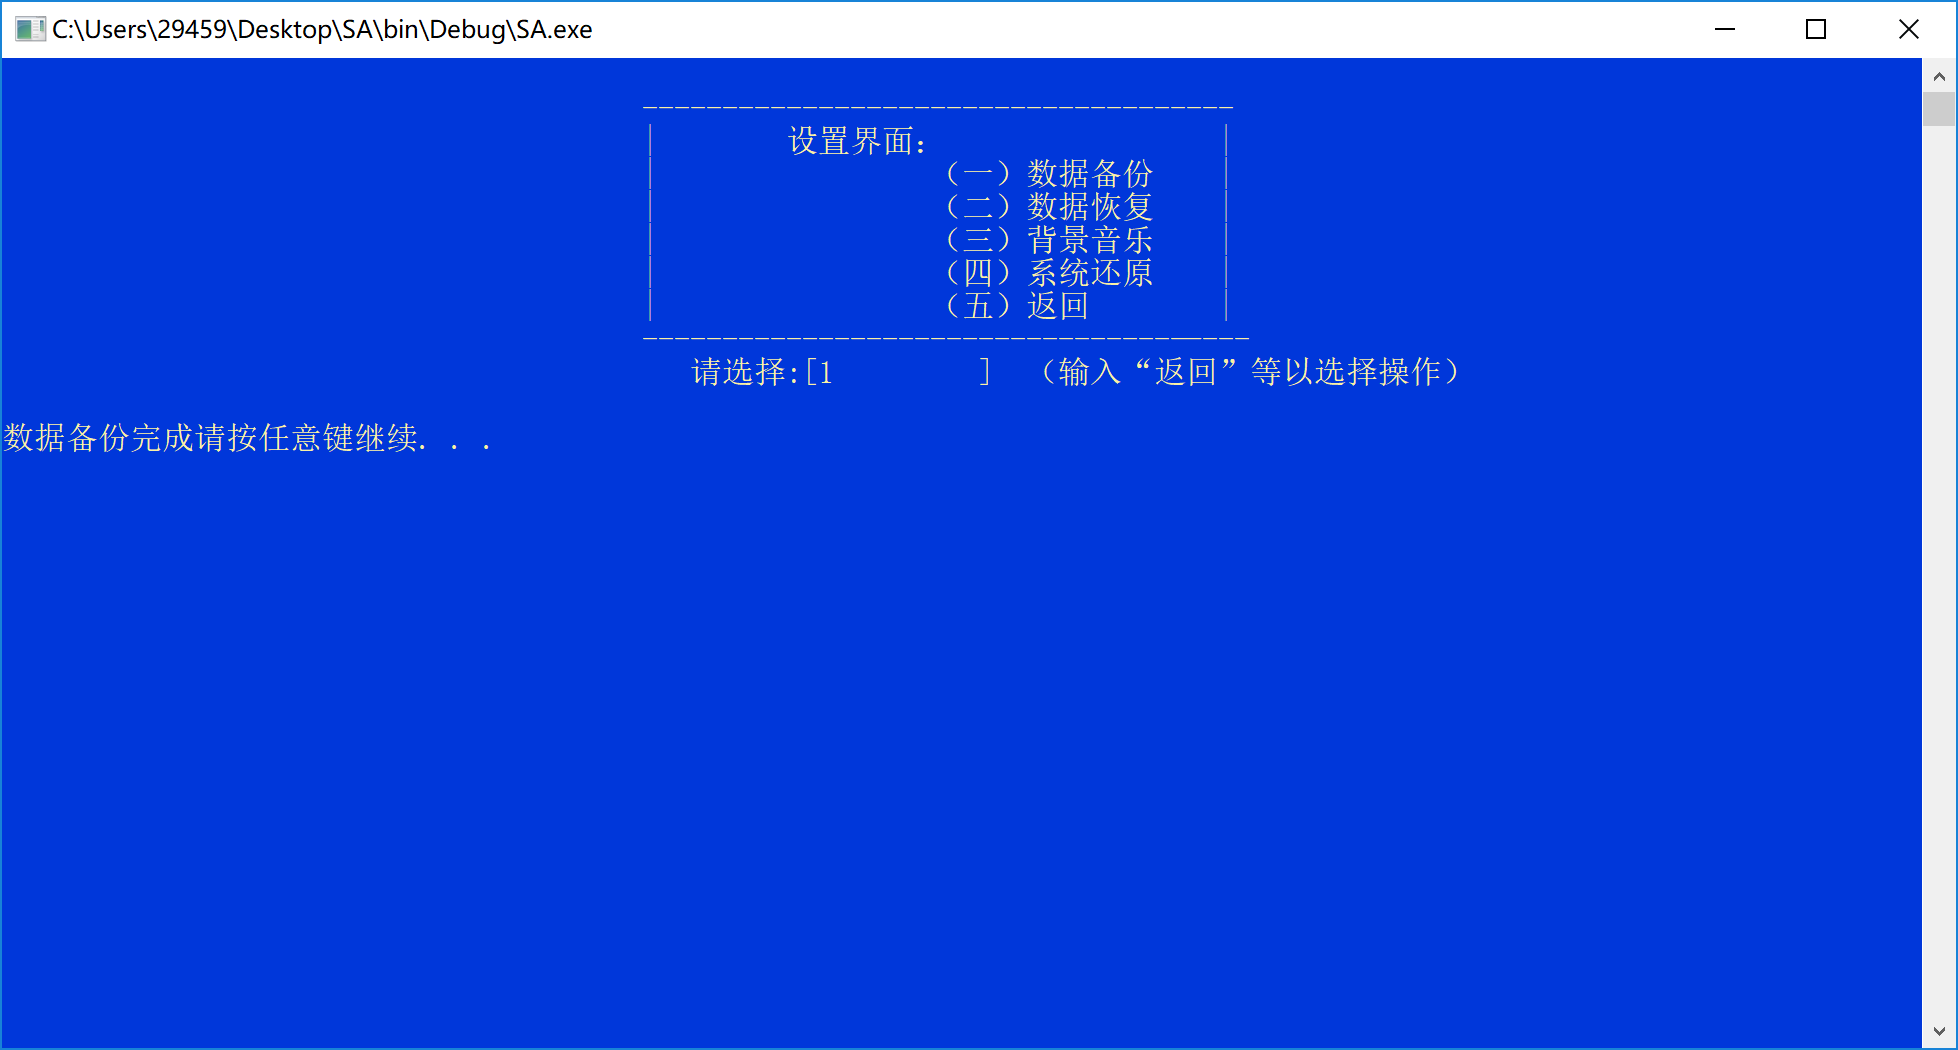 C:\Users\29459\Desktop\SA\bin\Debug\SA.exe
-------------------------------------
| 设置界面： |
| （一）数据备份 |
| （二）数据恢复 |
| （三）背景音乐 |
| （四）系统还原 |
| （五）返回 |
--------------------------------------
请选择:[1 ] （输入“返回”等以选择操作）
数据备份完成请按任意键继续. . .